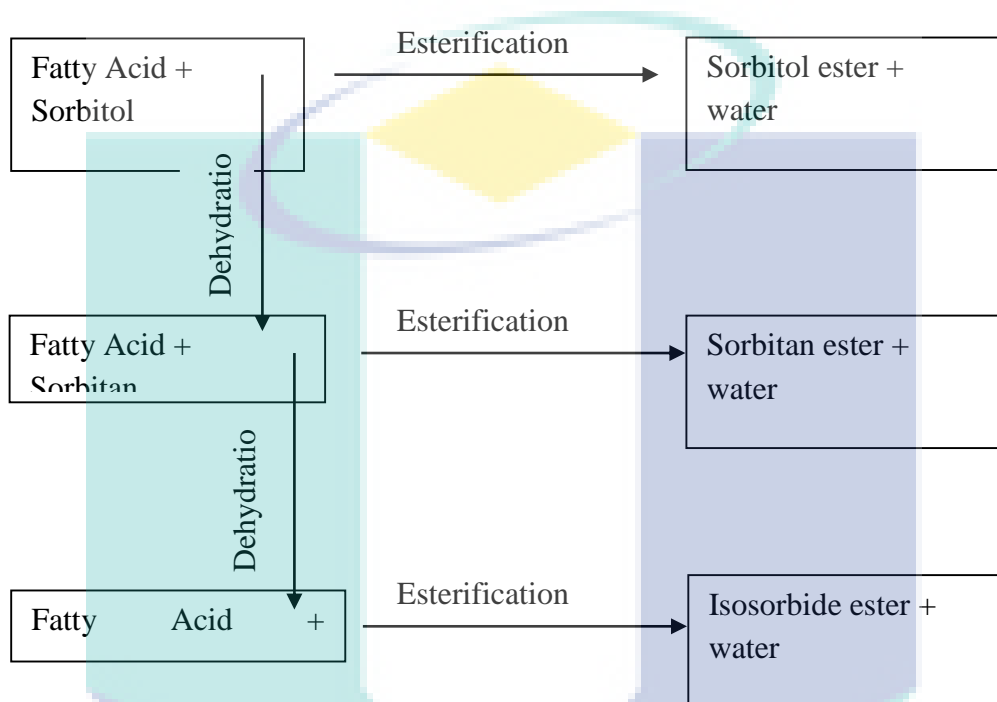 Esterification
Fatty Acid +
Sorbitol
Sorbitol ester +
water
Dehydratio
Esterification
Fatty Acid +
Sorbitan
Sorbitan ester +
water
Dehydratio
Esterification
Fatty Acid +
Isosorbide ester +
water